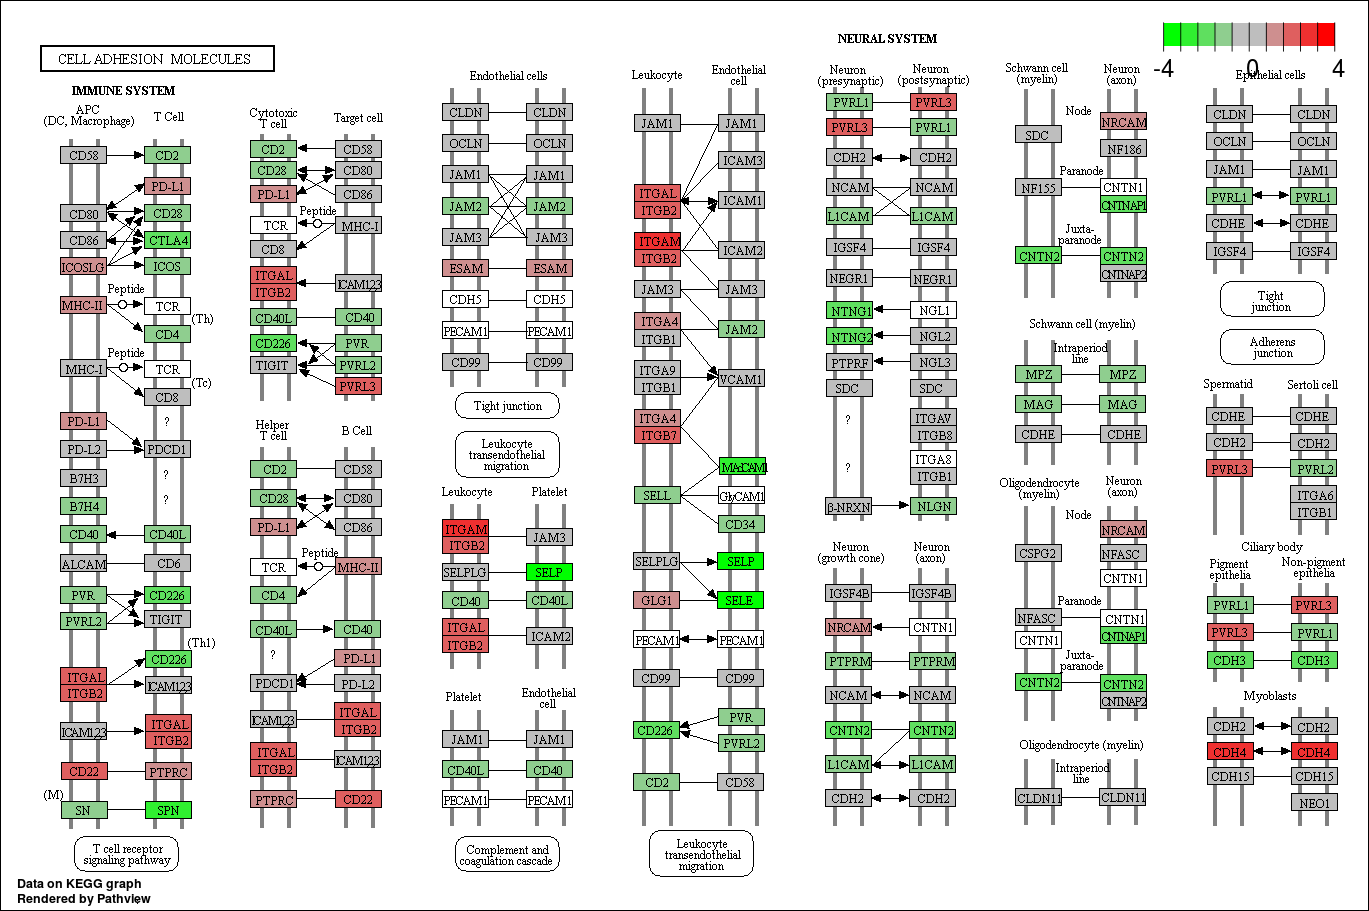 CELL ADHESION MOLECULES
-4
0
4
IMMUNE SYSTEM
APC
(DC, Macrophage)
T Cell
CD58
CD2
PD-L1
CD80
CD28
CD86
CTLA4
ICOSLG
ICOS
MHC-II
Peptide
TCR
(Th)
CD4
MHC-I
Peptide
TCR
(Tc)
CD8
PD-L1
?
PD-L2
PDCD1
B7H3
?
B7H4
?
CD40
CD40L
ALCAM
CD6
PVR
CD226
PVRL2
TIGIT
(Th1)
CD226
ITGAL
ITGB2
ICAM123
ICAM123
ITGAL
ITGB2
CD22
PTPRC
(M)
SN
SPN
T cell receptor
signaling pathway
Cytotoxic
T cell
Target cell
CD2
CD58
CD28
CD80
PD-L1
CD86
Peptide
TCR
MHC-I
CD8
ITGAL
ITGB2
ICAM123
CD40L
CD40
CD226
PVR
TIGIT
PVRL2
PVRL3
Helper
T cell
B Cell
CD2
CD58
CD28
CD80
PD-L1
CD86
Peptide
TCR
MHC-II
CD4
CD40L
CD40
?
PD-L1
PDCD1
PD-L2
ICAM123
ITGAL
ITGB2
ITGAL
ITGB2
ICAM123
PTPRC
CD22
Endothelial cells
CLDN
CLDN
OCLN
OCLN
JAM1
JAM1
JAM2
JAM2
JAM3
JAM3
ESAM
ESAM
CDH5
CDH5
PECAM1
PECAM1
CD99
CD99
Tight junction
Leukocyte
transendothelial
migration
Leukocyte
Platelet
ITGAM
ITGB2
JAM3
SELPLG
SELP
CD40
CD40L
ITGAL
ITGB2
ICAM2
Platelet
Endothelial
cell
JAM1
JAM1
CD40L
CD40
PECAM1
PECAM1
Complement and
coagulation cascade
Leukocyte
Endothelial
cell
JAM1
JAM1
ICAM3
ITGAL
ITGB2
ICAM1
ITGAM
ITGB2
ICAM2
JAM3
JAM3
ITGA4
ITGB1
JAM2
ITGA9
ITGB1
VCAM1
ITGA4
ITGB7
MAdCAM1
SELL
GlyCAM1
CD34
SELPLG
SELP
GLG1
SELE
PECAM1
PECAM1
CD99
CD99
CD226
PVR
PVRL2
CD2
CD58
Leukocyte
transendothelial
migration
NEURAL SYSTEM
Neuron
(presynaptic)
Neuron
(postsynaptic)
PVRL1
PVRL3
PVRL3
PVRL1
CDH2
CDH2
NCAM
NCAM
L1CAM
L1CAM
IGSF4
IGSF4
NEGR1
NEGR1
NTNG1
NGL1
NTNG2
NGL2
PTPRF
NGL3
SDC
SDC
?
ITGAV
ITGB8
?
ITGA8
ITGB1
β-NRXN
NLGN
Neuron
(growth cone)
Neuron
(axon)
IGSF4B
IGSF4B
NRCAM
CNTN1
PTPRM
PTPRM
NCAM
NCAM
CNTN2
CNTN2
L1CAM
L1CAM
CDH2
CDH2
Schwann cell
(myelin)
Neuron
(axon)
Node
SDC
NRCAM
NF186
Paranode
NF155
CNTN1
CNTNAP1
Juxta-
paranode
CNTN2
CNTN2
CNTNAP2
Schwann cell (myelin)
Intraperiod
line
MPZ
MPZ
MAG
MAG
CDHE
CDHE
Oligodendrocyte
(myelin)
Neuron
(axon)
Node
NRCAM
CSPG2
NFASC
CNTN1
Paranode
NFASC
CNTN1
CNTN1
CNTNAP1
Juxta-
paranode
CNTN2
CNTN2
CNTNAP2
Oligodendrocyte (myelin)
Intraperiod
line
CLDN11
CLDN11
Epithelial cells
CLDN
CLDN
OCLN
OCLN
JAM1
JAM1
PVRL1
PVRL1
CDHE
CDHE
IGSF4
IGSF4
Tight
junction
Adherens
junction
Spermatid
Sertoli cell
CDHE
CDHE
CDH2
CDH2
PVRL3
PVRL2
ITGA6
ITGB1
Ciliary body
Pigment
epithelia
Non-pigment
epithelia
PVRL1
PVRL3
PVRL3
PVRL1
CDH3
CDH3
Myoblasts
CDH2
CDH2
CDH4
CDH4
CDH15
CDH15
NEO1
Data on KEGG graph
Rendered by Pathview